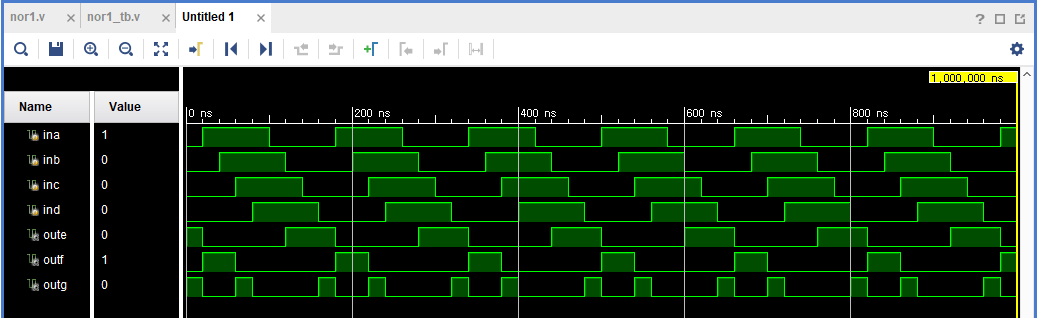 nor1.v × nor1_tb.v × Untitled 1 ×
?
1,000,000 ns
Name Value
0 ns 200 ns 400 ns 600 ns 800 ns
ina 1
inb 0
inc 0
ind 0
oute 0
outf 1
outg 0